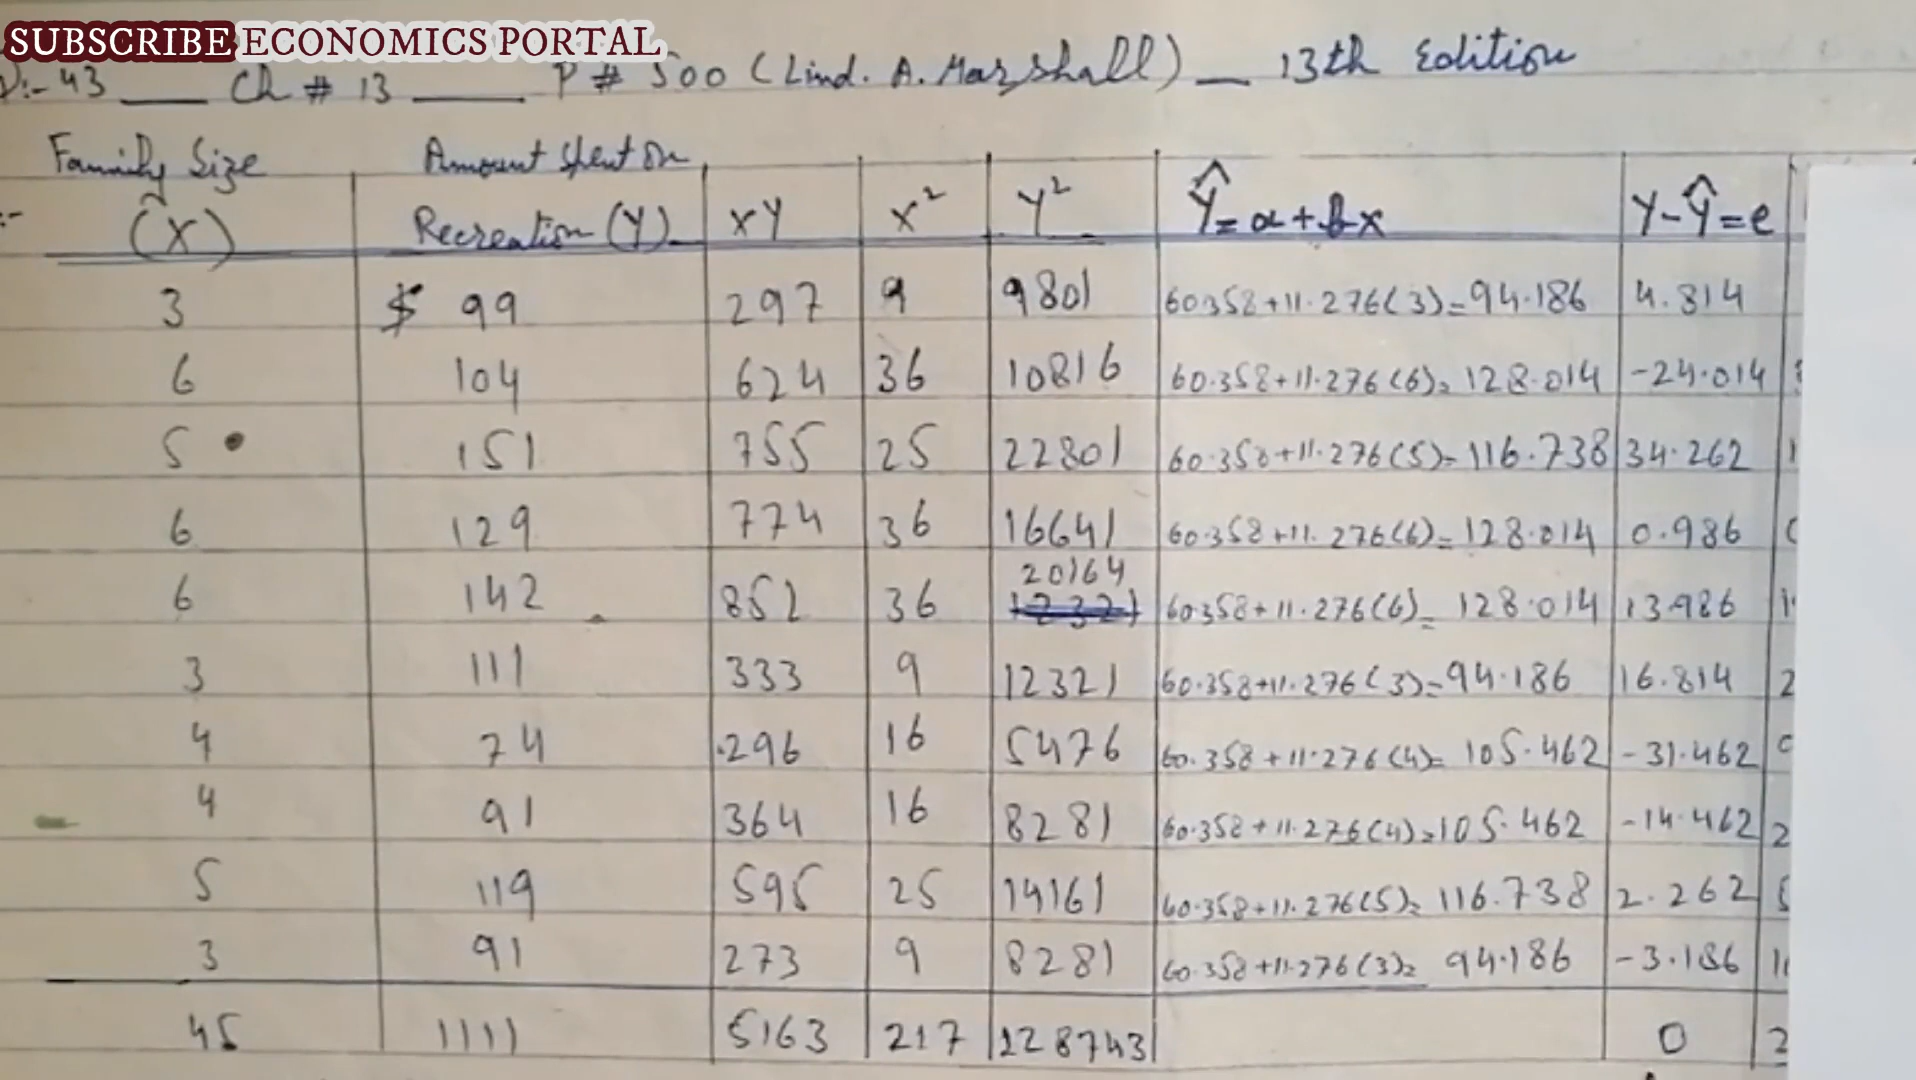 SUBSCRIBE ECONOMICS PORTAL
:- 43 __ Ch # 13 __ P # 500 (Lind. A. Marshall) _ 13th Edition
Family Size (X) Amount Spent on Recreation (Y) XY X² Y² Ŷ=a+bx Y-Ŷ=e
3 $ 99 297 9 9801 60.358+11.276(3)=94.186 4.814
6 104 624 36 10816 60.358+11.276(6)= 128.014 -24.014
5 151 755 25 22801 60.358+11.276(5)= 116.738 34.262
6 129 774 36 16641 60.358+11.276(6)= 128.014 0.986
6 142 852 36 20164 12321 60.358+11.276(6)= 128.014 13.986
3 111 333 9 12321 60.358+11.276(3)=94.186 16.814
4 74 296 16 5476 60.358+11.276(4)= 105.462 -31.462
4 91 364 16 8281 60.358+11.276(4)=105.462 -14.462
5 119 595 25 14161 60.358+11.276(5)= 116.738 2.262
3 91 273 9 8281 60.358+11.276(3)= 94.186 -3.186
45 1111 5163 217 128743 0